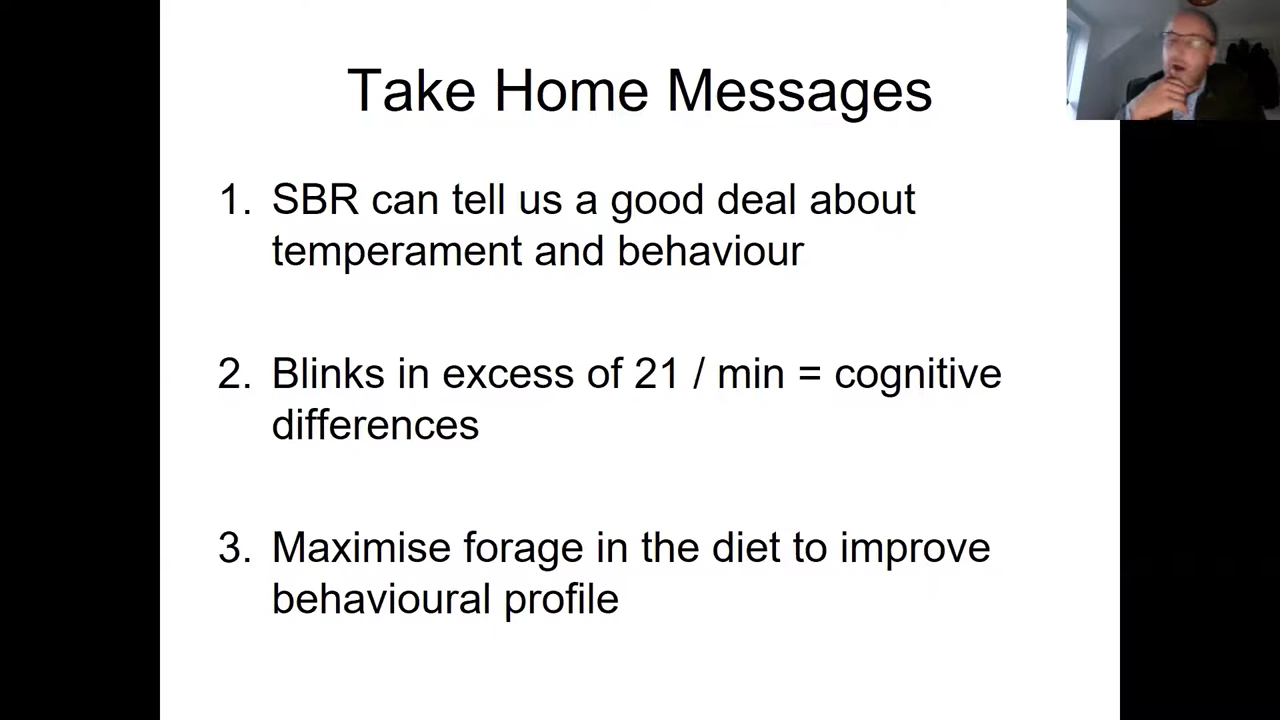 Take Home Messages
1. SBR can tell us a good deal about
temperament and behaviour
2. Blinks in excess of 21 / min = cognitive
differences
3. Maximise forage in the diet to improve
behavioural profile